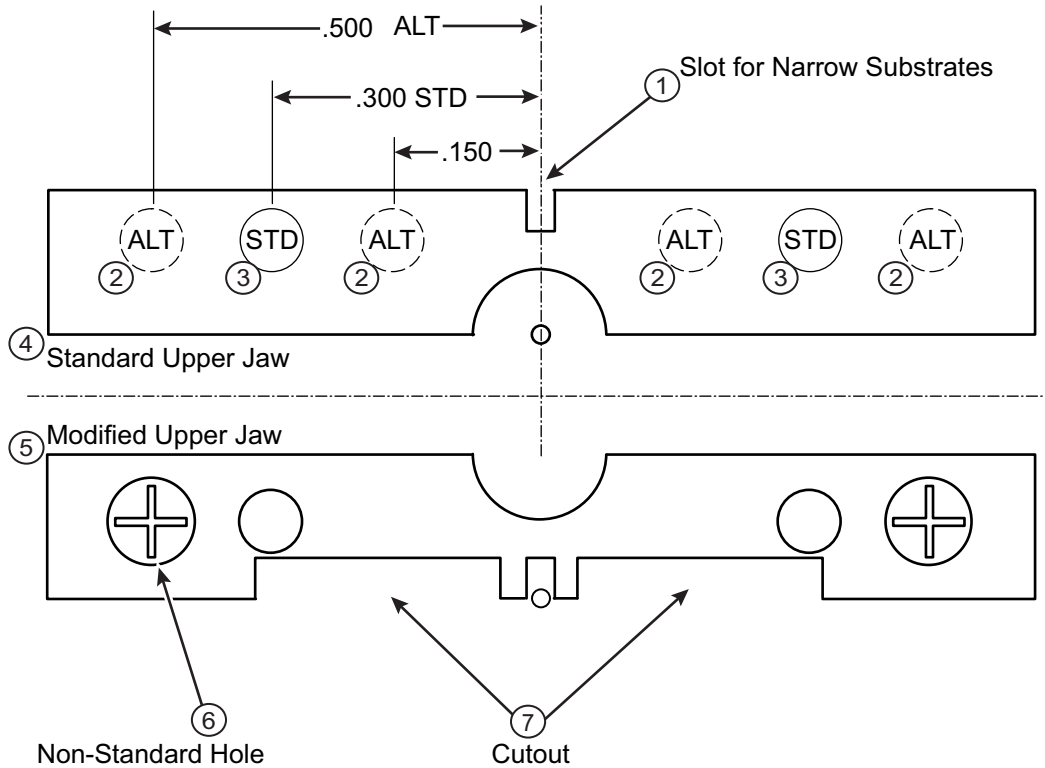 .500 ALT
Slot for Narrow Substrates
1
.300 STD
.150
ALT STD ALT ALT STD ALT
2 3 2 2 3 2
4
Standard Upper Jaw
5 Modified Upper Jaw
6 7
Non-Standard Hole Cutout